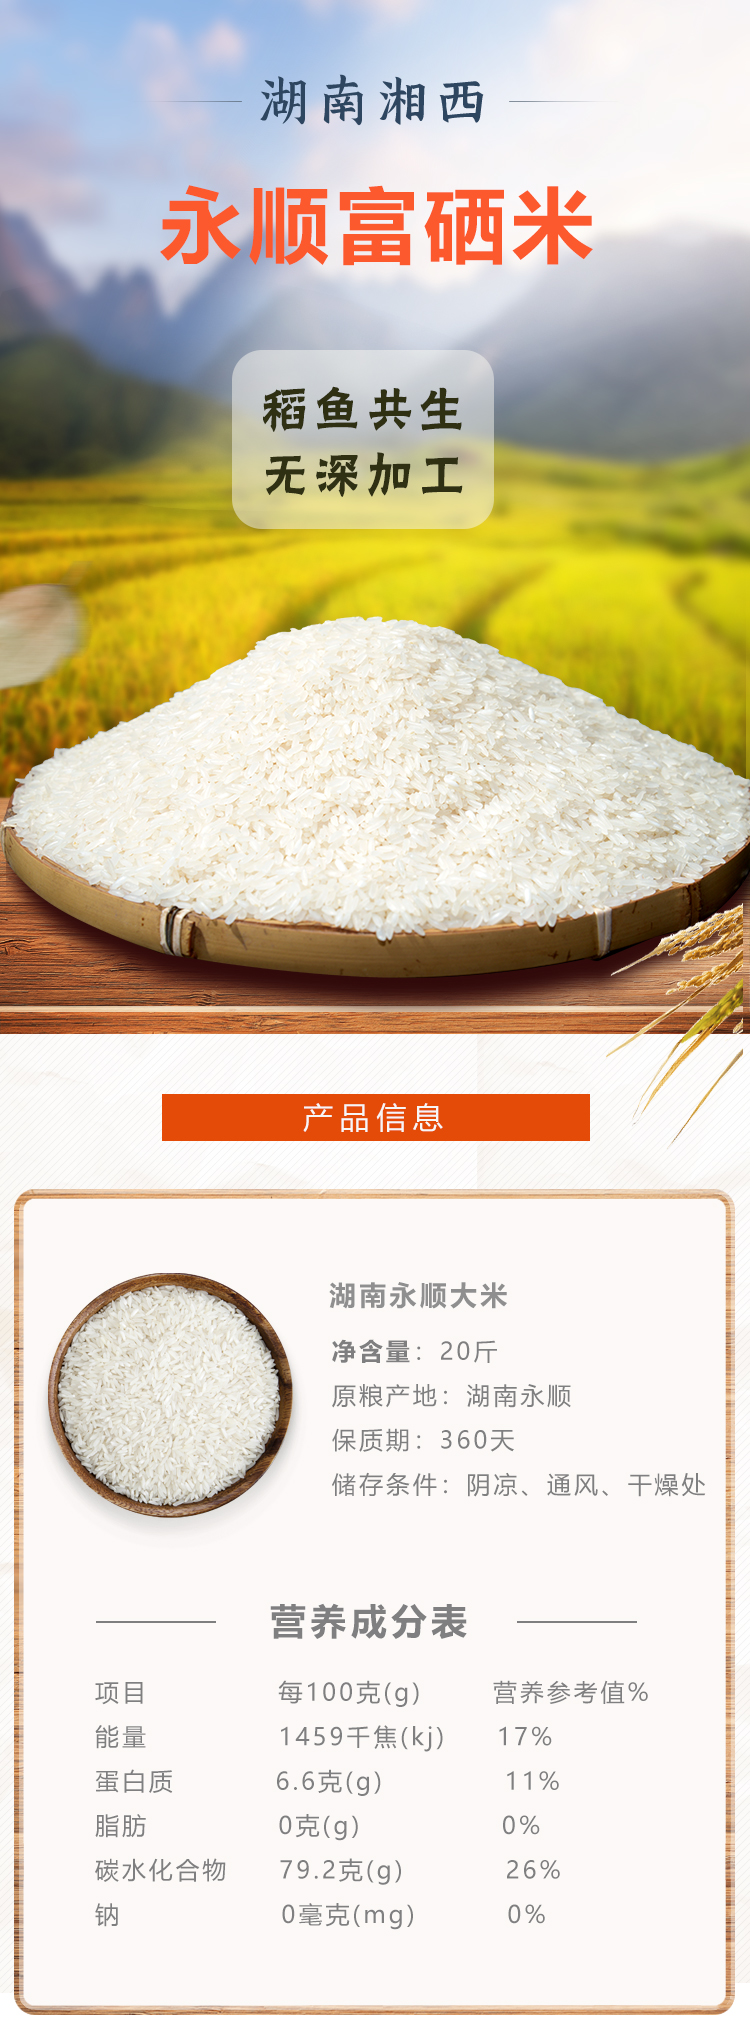 湖南湘西
永顺富硒米
稻鱼共生
无深加工
产品信息
湖南永顺大米
净含量：20斤
原粮产地：湖南永顺
保质期：360天
储存条件：阴凉、通风、干燥处
营养成分表
项目 每100克(g) 营养参考值%
能量 1459千焦(kj) 17%
蛋白质 6.6克(g) 11%
脂肪 0克(g) 0%
碳水化合物 79.2克(g) 26%
钠 0毫克(mg) 0%